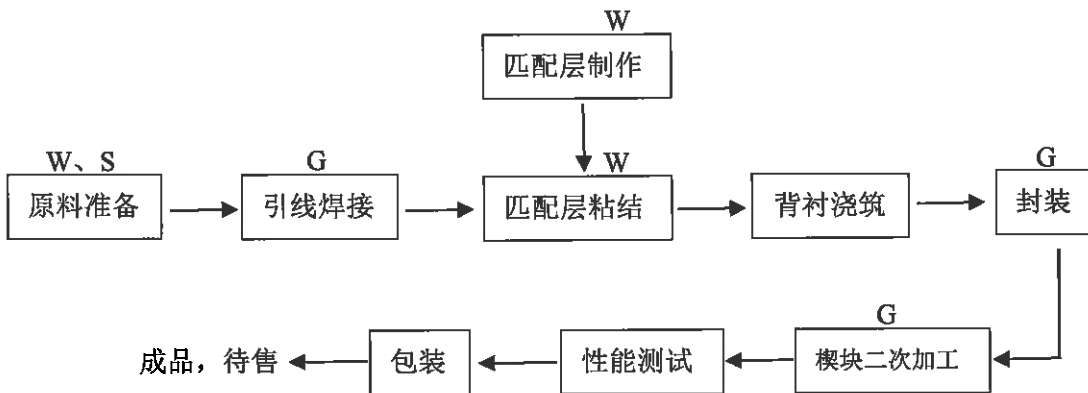 W
匹配层制作
W、S
原料准备
G
引线焊接
W
匹配层粘结
背衬浇筑
G
封装
G
楔块二次加工
性能测试
包装
成品，待售